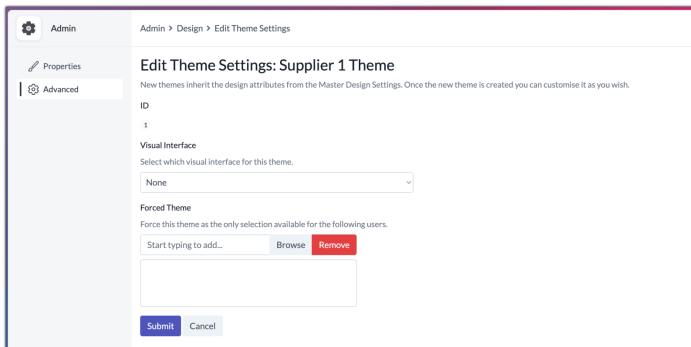 Admin
Admin > Design > Edit Theme Settings
Properties
Advanced
Edit Theme Settings: Supplier 1 Theme
New themes inherit the design attributes from the Master Design Settings. Once the new theme is created you can customise it as you wish.
ID
1
Visual Interface
Select which visual interface for this theme.
None
Forced Theme
Force this theme as the only selection available for the following users.
Start typing to add... Browse Remove
Submit Cancel